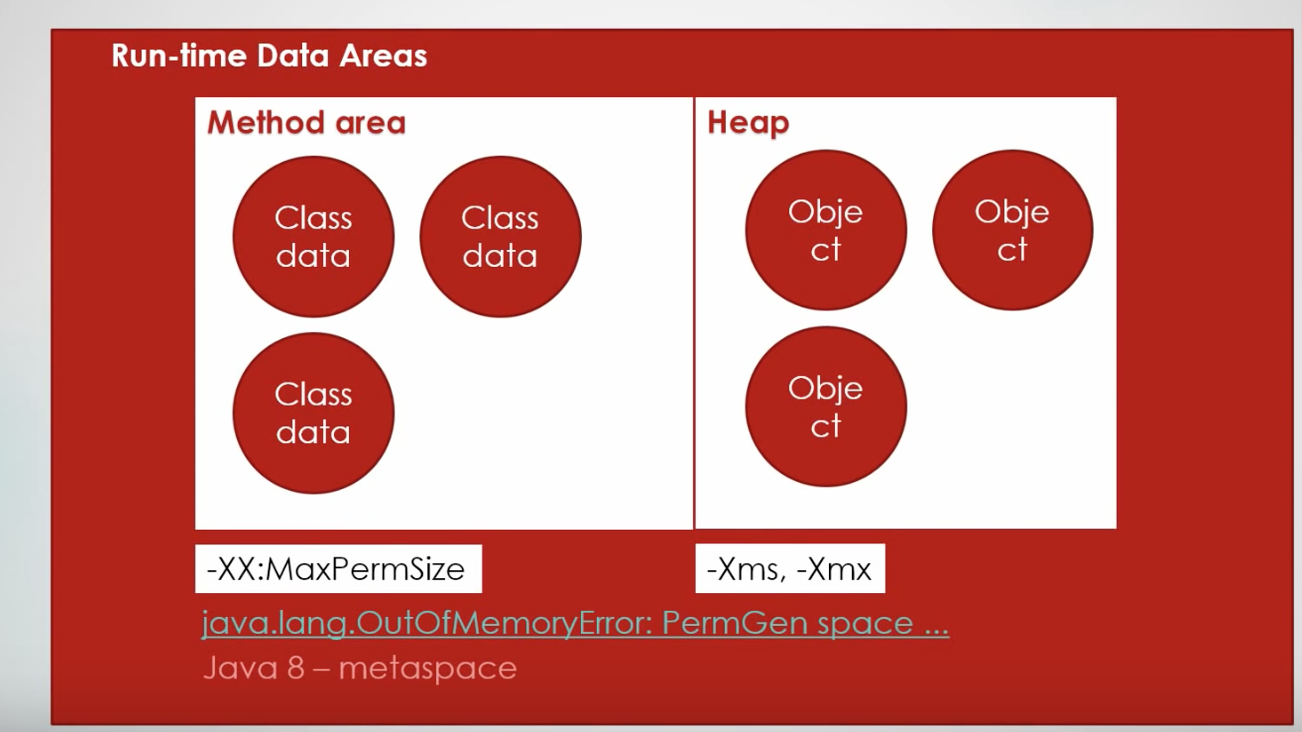 Run-time Data Areas
Method area
Class
data
Class
data
Class
data
Heap
Obje
ct
Obje
ct
Obje
ct
-XX:MaxPermSize
-Xms, -Xmx
java.lang.OutOfMemoryError: PermGen space ...
Java 8 – metaspace